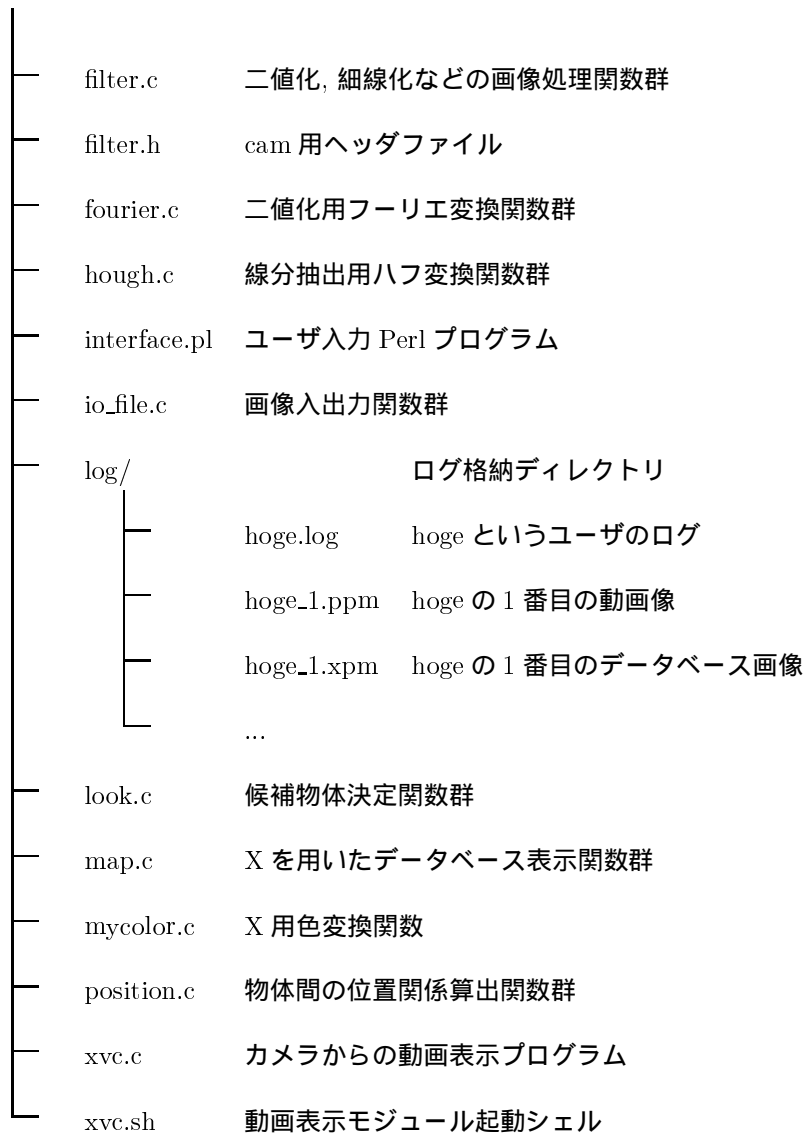 filter.c 二値化, 細線化などの画像処理関数群
filter.h cam 用ヘッダファイル
fourier.c 二値化用フーリエ変換関数群
hough.c 線分抽出用ハフ変換関数群
interface.pl ユーザ入力 Perl プログラム
io_file.c 画像入出力関数群
log/ ログ格納ディレクトリ
hoge.log hoge というユーザのログ
hoge_1.ppm hoge の 1 番目の動画像
hoge_1.xpm hoge の 1 番目のデータベース画像
...
look.c 候補物体決定関数群
map.c X を用いたデータベース表示関数群
mycolor.c X 用色変換関数
position.c 物体間の位置関係算出関数群
xvc.c カメラからの動画表示プログラム
xvc.sh 動画表示モジュール起動シェル